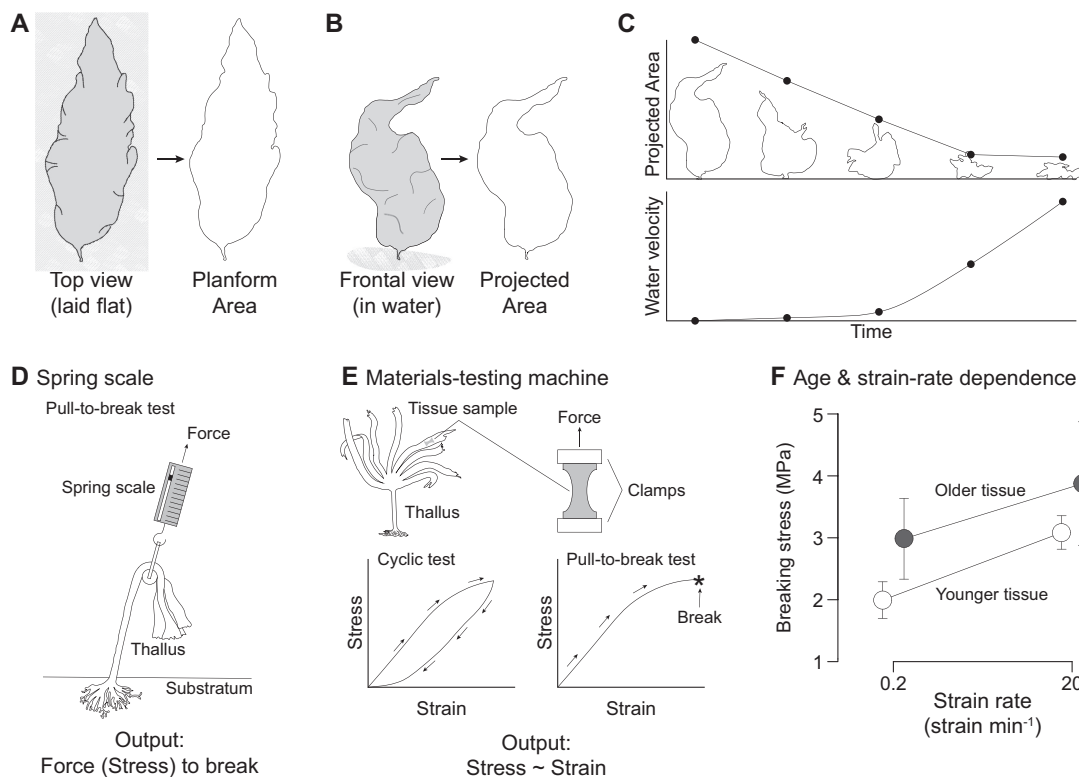 A
Top view
(laid flat)
Planform
Area
B
Frontal view
(in water)
Projected
Area
C
Projected Area
Water velocity
Time
D Spring scale
Pull-to-break test
Force
Spring scale
Thallus
Substratum
Output:
Force (Stress) to break
E Materials-testing machine
Tissue sample
Force
Clamps
Thallus
Cyclic test
Stress
Strain
Pull-to-break test
Stress
*
Break
Strain
Output:
Stress ~ Strain
F Age & strain-rate dependence
Breaking stress (MPa)
5
4
3
2
1
Older tissue
Younger tissue
0.2
20
Strain rate
(strain min⁻¹)